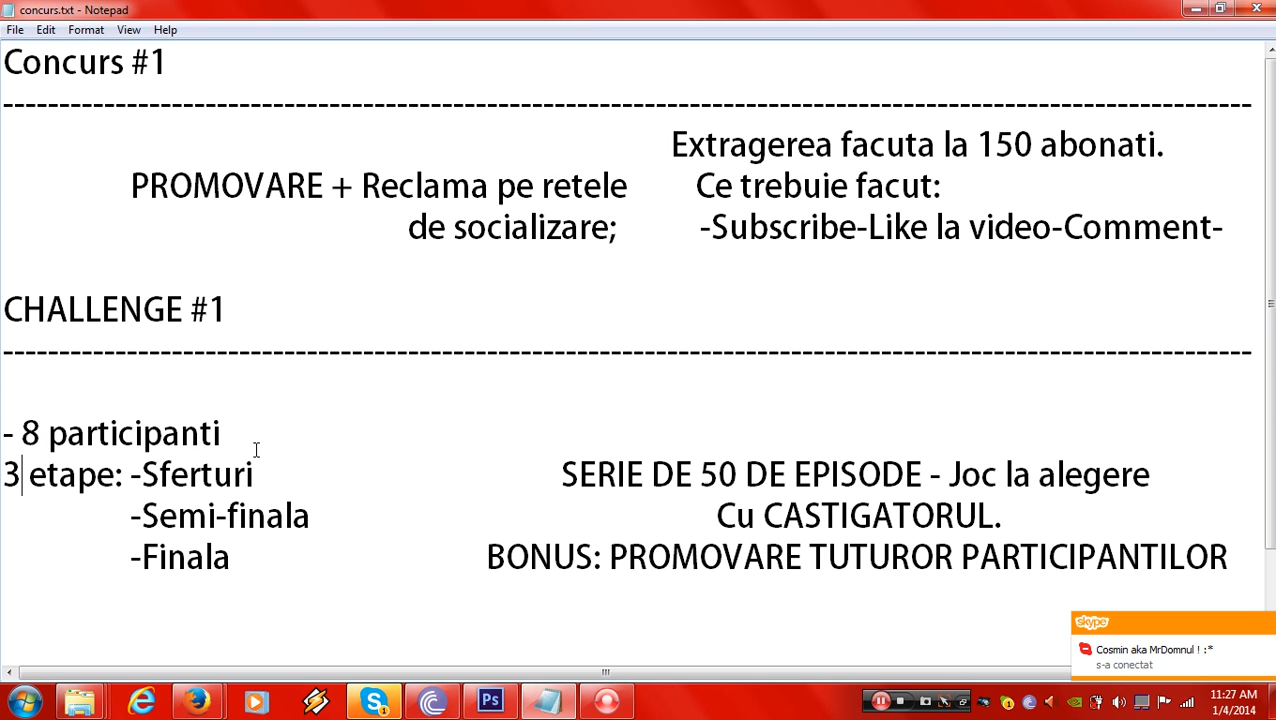 concurs.txt - Notepad
File Edit Format View Help
Concurs #1
-----------------------------------------------------------------------------------------
Extragerea facuta la 150 abonati.
PROMOVARE + Reclama pe retele Ce trebuie facut:
de socializare; -Subscribe-Like la video-Comment-
CHALLENGE #1
-----------------------------------------------------------------------------------------
- 8 participanti
3 etape: -Sferturi SERIE DE 50 DE EPISODE - Joc la alegere
-Semi-finala Cu CASTIGATORUL.
-Finala BONUS: PROMOVARE TUTUROR PARTICIPANTILOR
skype
Cosmin aka MrDomnul ! :*
s-a conectat
Ps
11:27 AM
1/4/2014